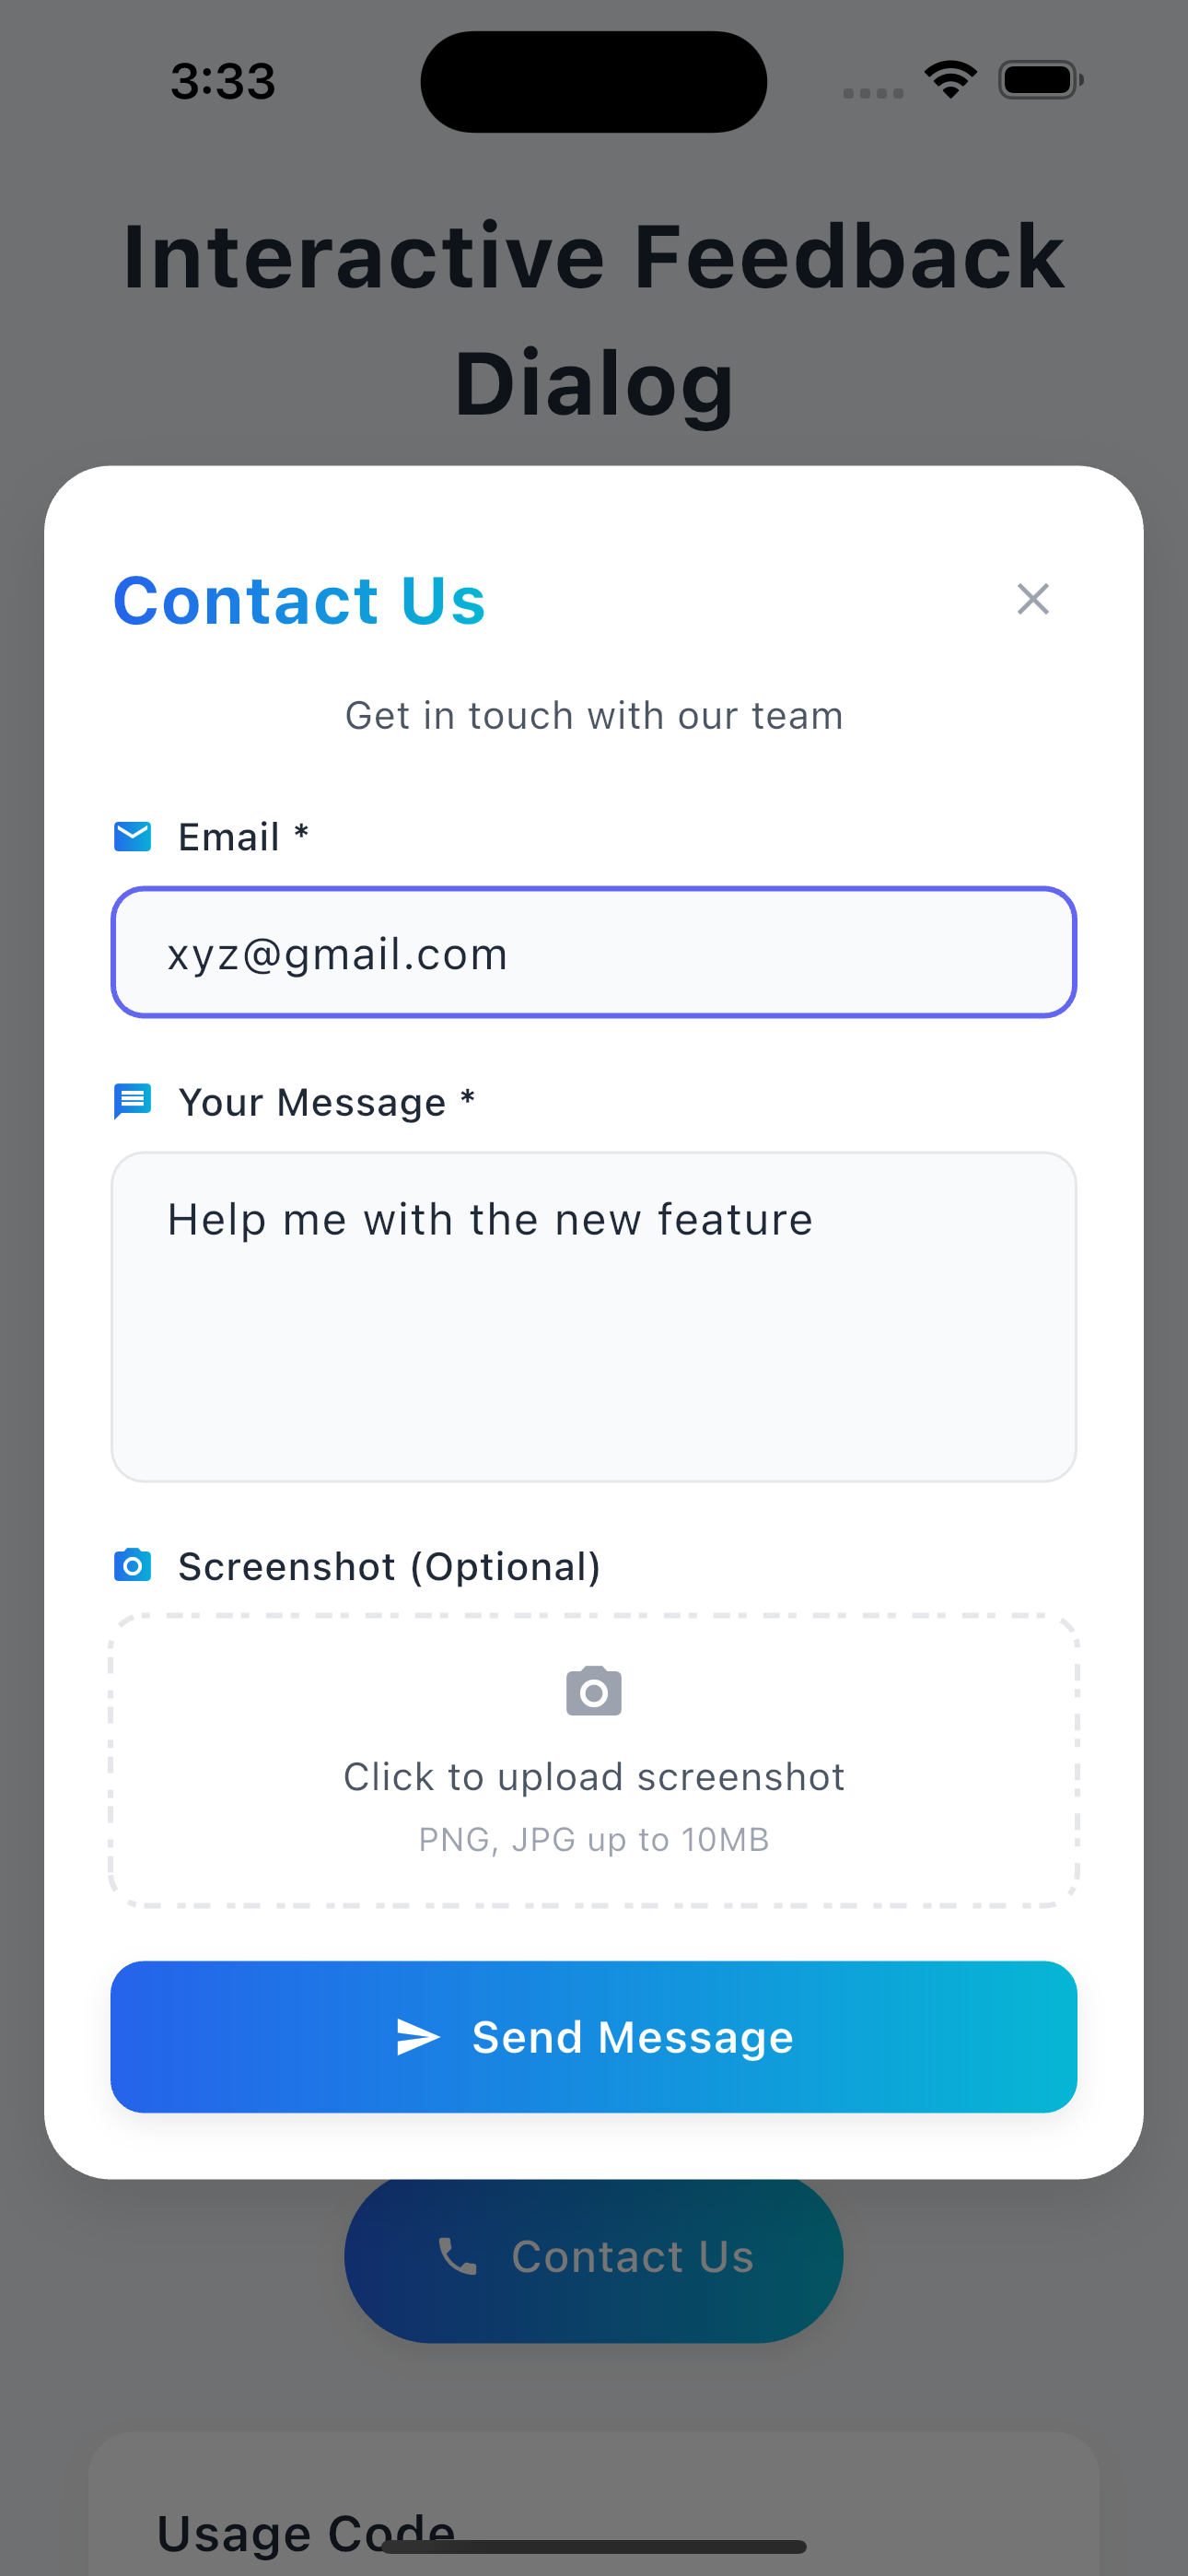 3:33
Interactive Feedback
Dialog
Contact Us
Get in touch with our team
Email *
xyz@gmail.com
Your Message *
Help me with the new feature
Screenshot (Optional)
Click to upload screenshot
PNG, JPG up to 10MB
Send Message
Contact Us
Usage Code